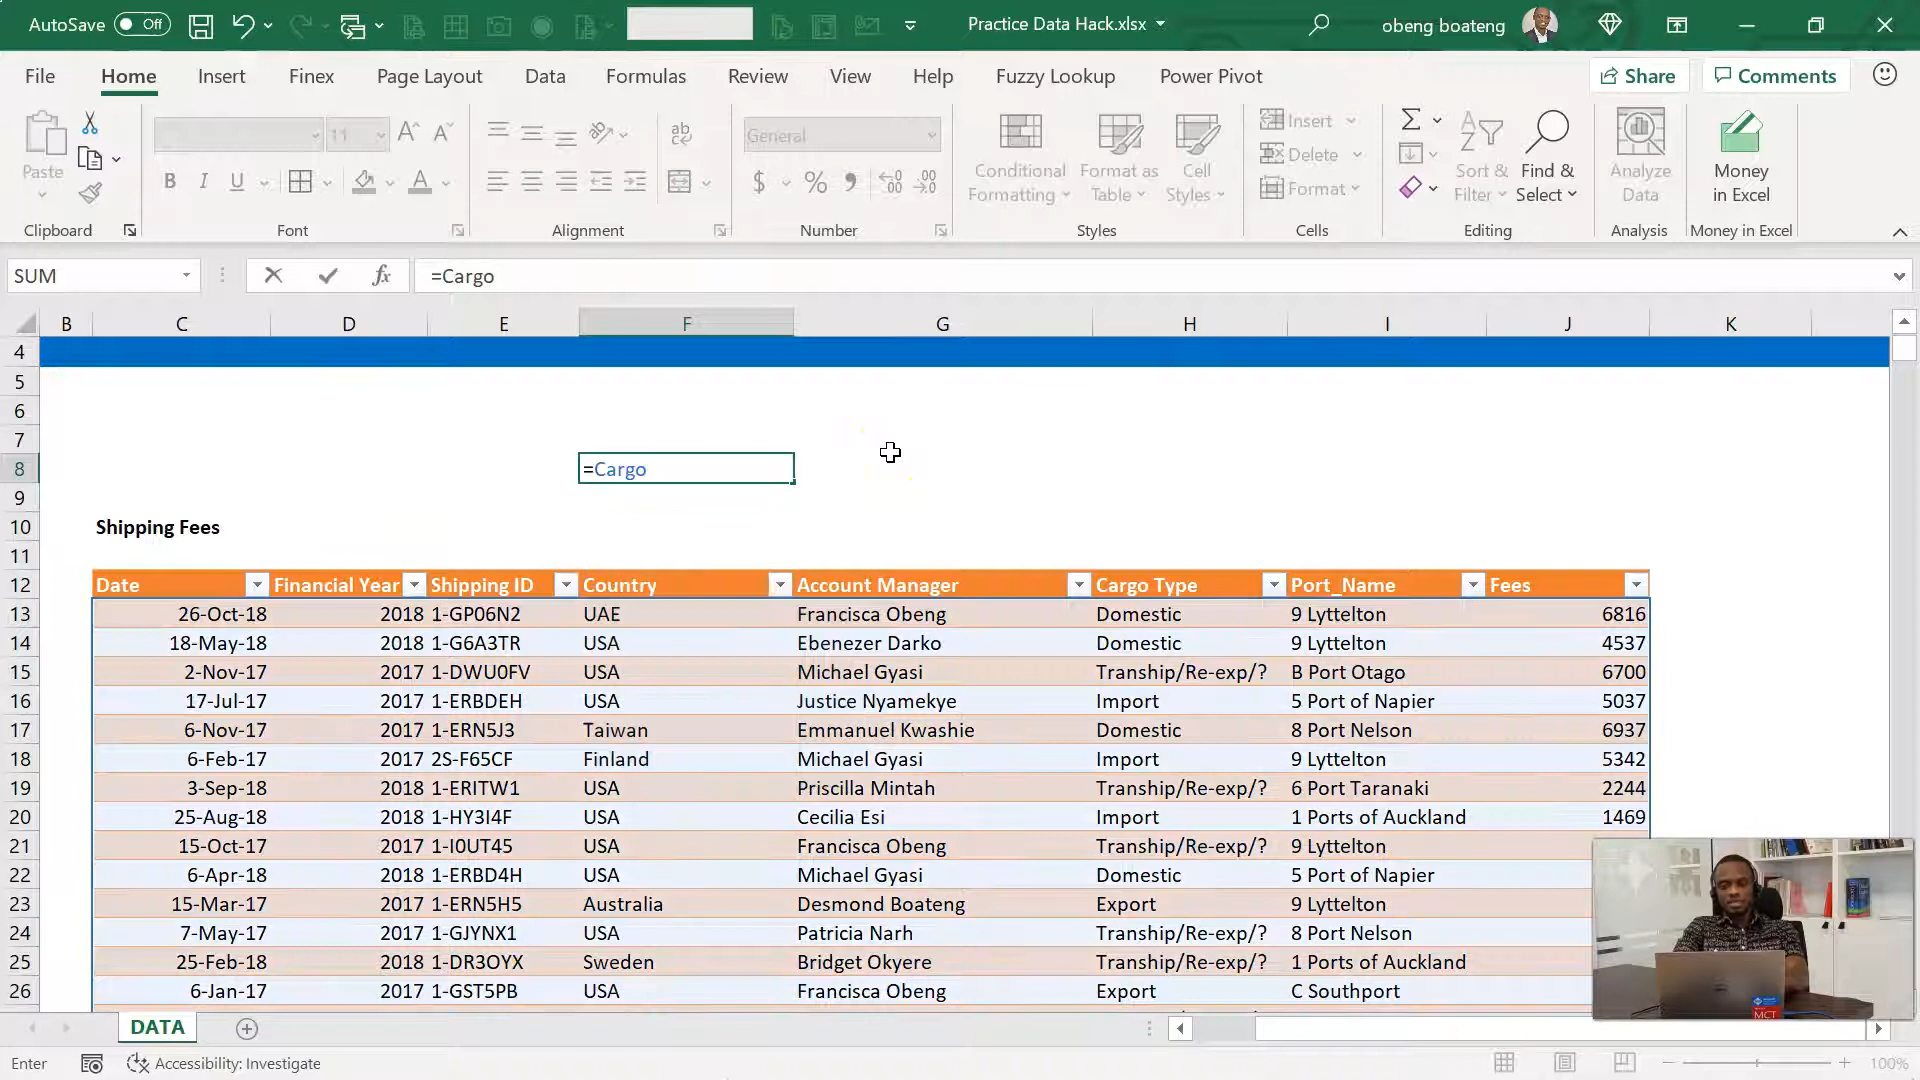 AutoSave Off Practice Data Hack.xlsx obeng boateng
File Home Insert Finex Page Layout Data Formulas Review View Help Fuzzy Lookup Power Pivot Share Comments
Paste 11 A^ A ab General $ % Conditional Formatting Format as Table Cell Styles Insert Delete Format Sort & Filter Find & Select Analyze Data Money in Excel
B I U A
Clipboard Font Alignment Number Styles Cells Editing Analysis Money in Excel
SUM fx =Cargo
B C D E F G H I J K
4
5
6
7
8 =Cargo
9
10 Shipping Fees
11
12 Date Financial Year Shipping ID Country Account Manager Cargo Type Port_Name Fees
13 26-Oct-18 2018 1-GP06N2 UAE Francisca Obeng Domestic 9 Lyttelton 6816
14 18-May-18 2018 1-G6A3TR USA Ebenezer Darko Domestic 9 Lyttelton 4537
15 2-Nov-17 2017 1-DWU0FV USA Michael Gyasi Tranship/Re-exp/? B Port Otago 6700
16 17-Jul-17 2017 1-ERBDEH USA Justice Nyamekye Import 5 Port of Napier 5037
17 6-Nov-17 2017 1-ERN5J3 Taiwan Emmanuel Kwashie Domestic 8 Port Nelson 6937
18 6-Feb-17 2017 2S-F65CF Finland Michael Gyasi Import 9 Lyttelton 5342
19 3-Sep-18 2018 1-ERITW1 USA Priscilla Mintah Tranship/Re-exp/? 6 Port Taranaki 2244
20 25-Aug-18 2018 1-HY3I4F USA Cecilia Esi Import 1 Ports of Auckland 1469
21 15-Oct-17 2017 1-I0UT45 USA Francisca Obeng Tranship/Re-exp/? 9 Lyttelton
22 6-Apr-18 2018 1-ERBD4H USA Michael Gyasi Domestic 5 Port of Napier
23 15-Mar-17 2017 1-ERN5H5 Australia Desmond Boateng Export 9 Lyttelton
24 7-May-17 2017 1-GJYNX1 USA Patricia Narh Tranship/Re-exp/? 8 Port Nelson
25 25-Feb-18 2018 1-DR3OYX Sweden Bridget Okyere Tranship/Re-exp/? 1 Ports of Auckland
26 6-Jan-17 2017 1-GST5PB USA Francisca Obeng Export C Southport
MCT
DATA
Enter Accessibility: Investigate 100%